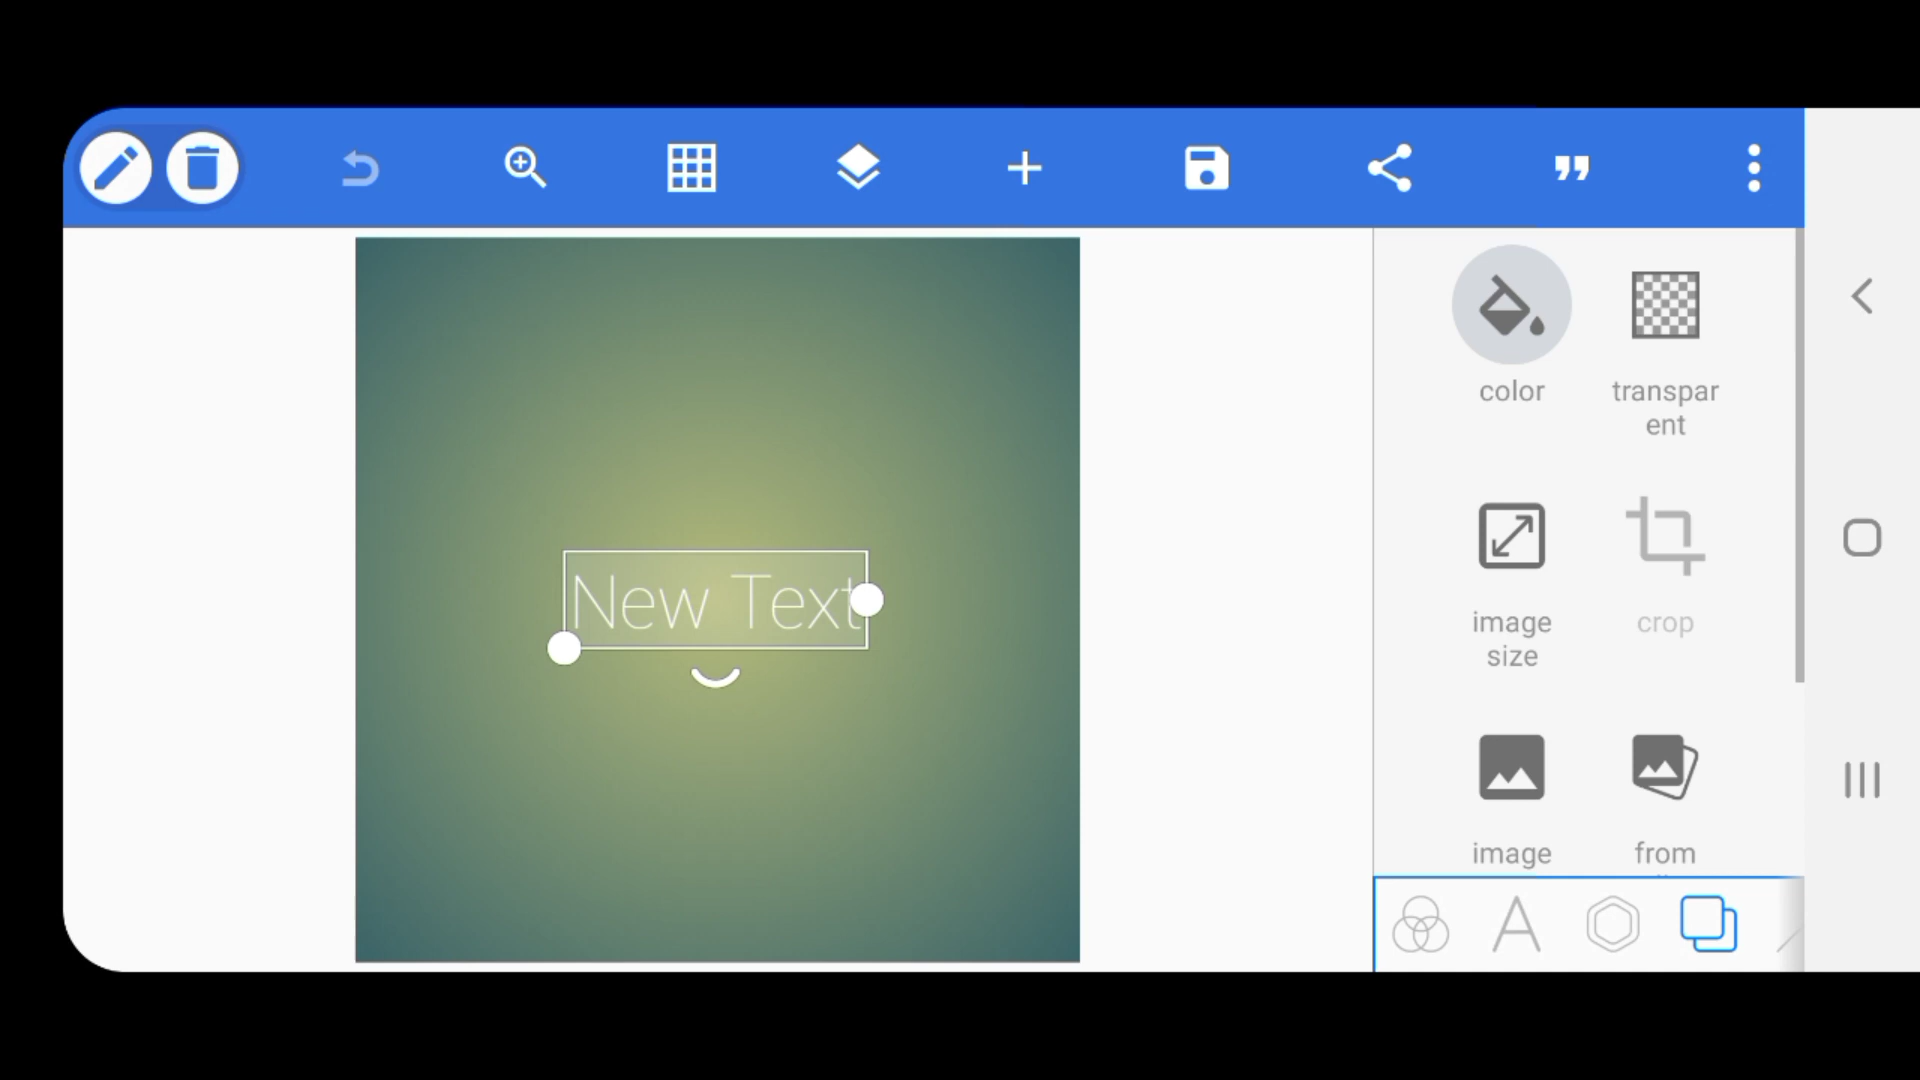 New Text
color
transpar
ent
image
size
crop
image
from